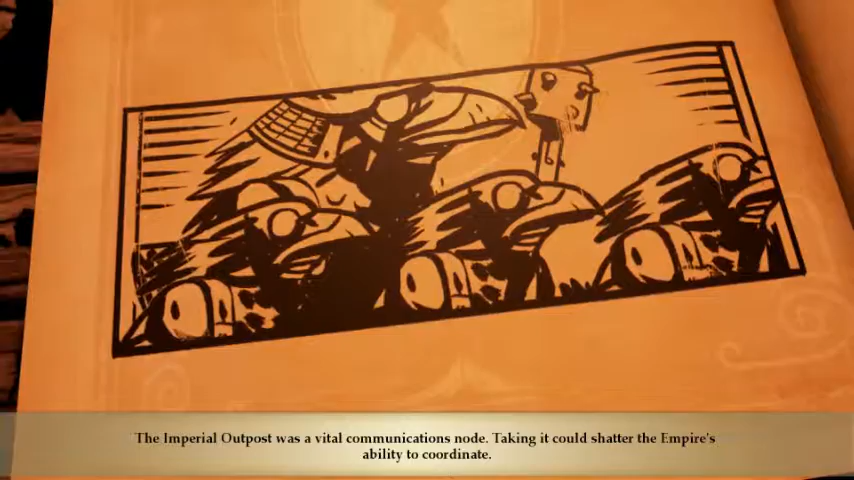 The Imperial Outpost was a vital communications node. Taking it could shatter the Empire's
ability to coordinate.